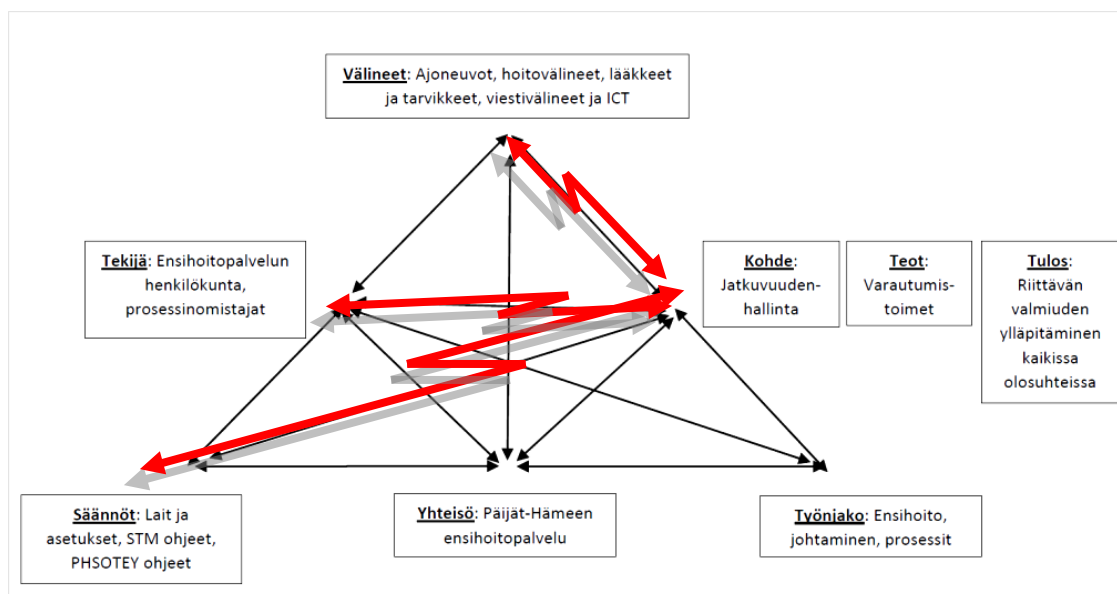 Välineet: Ajoneuvot, hoitovälineet, lääkkeet
ja tarvikkeet, viestivälineet ja ICT
Tekijä: Ensihoitopalvelun
henkilökunta,
prosessinomistajat
Kohde:
Jatkuvuuden-
hallinta
Teot:
Varautumis-
toimet
Tulos:
Riittävän
valmiuden
ylläpitäminen
kaikissa
olosuhteissa
Säännöt: Lait ja
asetukset, STM ohjeet,
PHSOTEY ohjeet
Yhteisö: Päijät-Hämeen
ensihoitopalvelu
Työnjako: Ensihoito,
johtaminen, prosessit